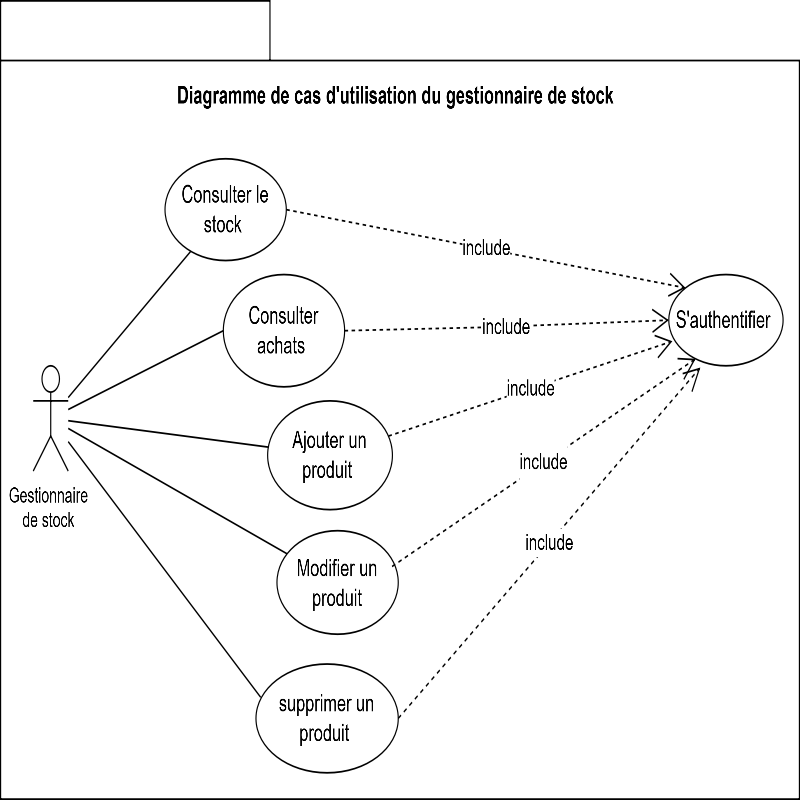 Diagramme de cas d'utilisation du gestionnaire de stock
Consulter le
stock
include
Consulter
achats
include
S'authentifier
Ajouter un
produit
include
Gestionnaire
de stock
include
Modifier un
produit
include
supprimer un
produit